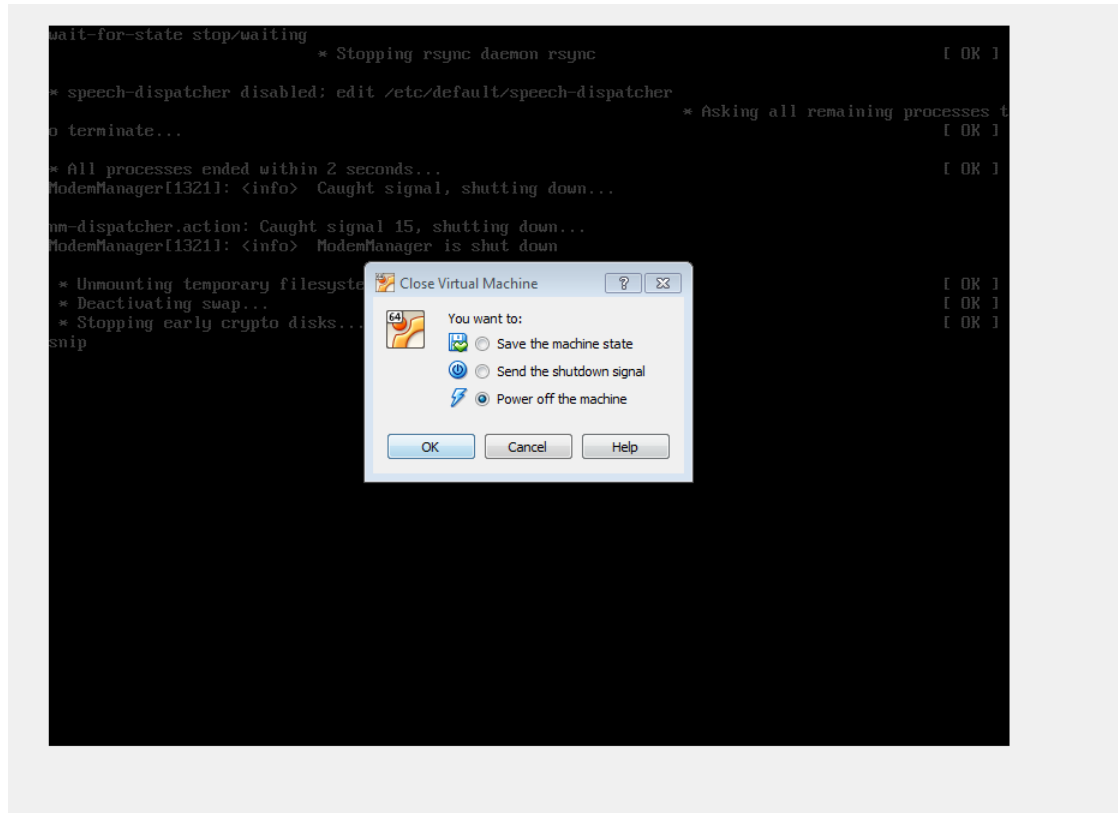 wait-for-state stop/waiting
* Stopping rsync daemon rsync [ OK ]
* speech-dispatcher disabled; edit /etc/default/speech-dispatcher
* Asking all remaining processes t
o terminate... [ OK ]
* All processes ended within 2 seconds... [ OK ]
ModemManager[1321]: <info> Caught signal, shutting down...
nm-dispatcher.action: Caught signal 15, shutting down...
ModemManager[1321]: <info> ModemManager is shut down
* Unmounting temporary filesyste [ OK ]
* Deactivating swap... [ OK ]
* Stopping early crypto disks... [ OK ]
snip
Close Virtual Machine
64
You want to:
Save the machine state
Send the shutdown signal
Power off the machine
OK Cancel Help